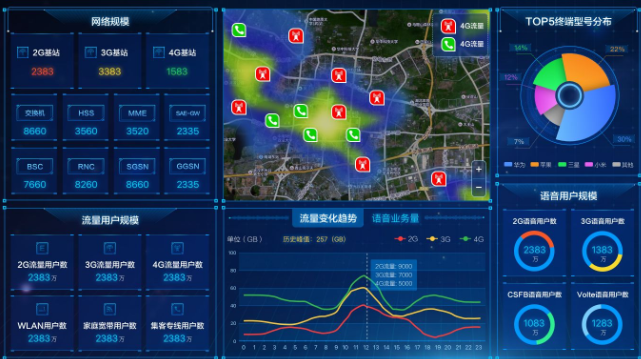 网络规模
2G基站
3G基站
4G基站
2383
3383
1583
交换机
HSS
MME
SAE-GW
8660
3560
3520
2335
BSC
RNC
SGSN
GGSN
7660
8260
8660
2335
流量用户规模
2G流量用户数
3G流量用户数
4G流量用户数
2383万
2383万
2383万
WLAN用户数
家庭宽带用户数
集客专线用户数
2383万
2383万
2383万
4G流量
4G流量
+
−
流量变化趋势
语音业务量
单位（GB）
历史峰值：257（GB）
2G
3G
4G
100
80
60
40
20
0
2G流量: 9080
3G流量: 7080
4G流量: 5080
0 1 2 3 4 5 6 7 8 9 10 11 12 13 14 15 16 17 18 19 20 21 22 23
TOP5终端型号分布
14%
22%
12%
7%
30%
华为
苹果
三星
小米
其他
语音用户规模
2G语音用户数
3G语音用户数
2383
万
1383
万
CSFB语音用户数
Volte语音用户数
1083
万
1283
万